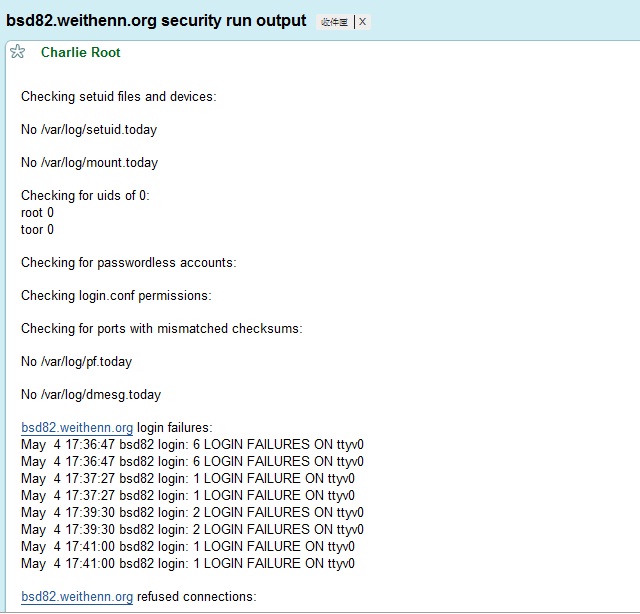 bsd82.weithenn.org security run output 收件匣 X
Charlie Root
Checking setuid files and devices:
No /var/log/setuid.today
No /var/log/mount.today
Checking for uids of 0:
root 0
toor 0
Checking for passwordless accounts:
Checking login.conf permissions:
Checking for ports with mismatched checksums:
No /var/log/pf.today
No /var/log/dmesg.today
bsd82.weithenn.org login failures:
May  4 17:36:47 bsd82 login: 6 LOGIN FAILURES ON ttyv0
May  4 17:36:47 bsd82 login: 6 LOGIN FAILURES ON ttyv0
May  4 17:37:27 bsd82 login: 1 LOGIN FAILURE ON ttyv0
May  4 17:37:27 bsd82 login: 1 LOGIN FAILURE ON ttyv0
May  4 17:39:30 bsd82 login: 2 LOGIN FAILURES ON ttyv0
May  4 17:39:30 bsd82 login: 2 LOGIN FAILURES ON ttyv0
May  4 17:41:00 bsd82 login: 1 LOGIN FAILURE ON ttyv0
May  4 17:41:00 bsd82 login: 1 LOGIN FAILURE ON ttyv0
bsd82.weithenn.org refused connections: